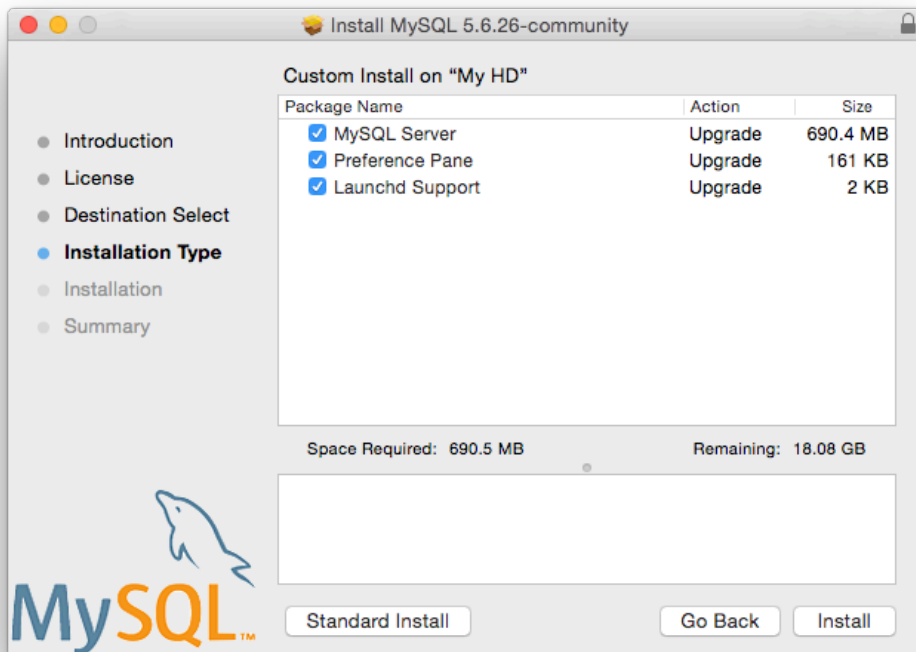 Install MySQL 5.6.26-community
Custom Install on “My HD”
Package Name Action Size
MySQL Server Upgrade 690.4 MB
Preference Pane Upgrade 161 KB
Launchd Support Upgrade 2 KB
Introduction
License
Destination Select
Installation Type
Installation
Summary
Space Required: 690.5 MB Remaining: 18.08 GB
MySQL™
Standard Install Go Back Install